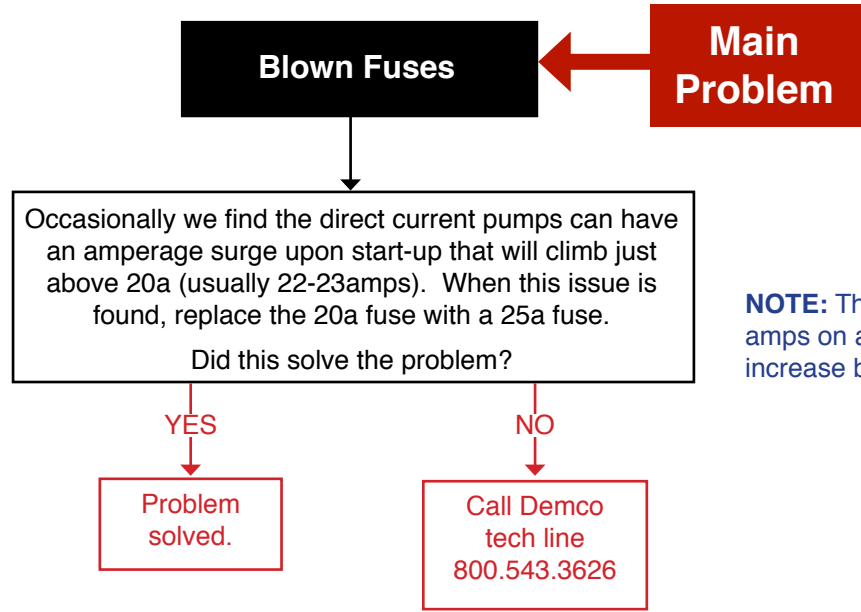 Main
Problem
Blown Fuses
Occasionally we find the direct current pumps can have
an amperage surge upon start-up that will climb just
above 20a (usually 22-23amps).  When this issue is
found, replace the 20a fuse with a 25a fuse.
Did this solve the problem?
NOTE:
amps on
increase
YES
NO
Problem
solved.
Call Demco
tech line
800.543.3626